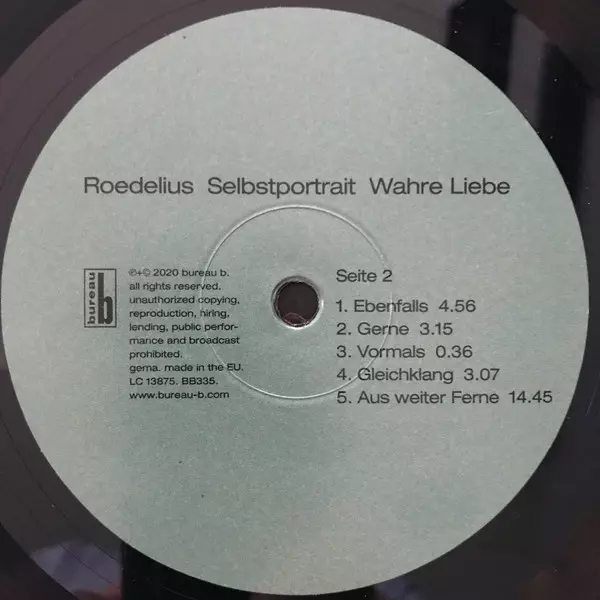 Roedelius Selbstportrait Wahre Liebe
bureau b
℗+© 2020 bureau b.
all rights reserved.
unauthorized copying,
reproduction, hiring,
lending, public perfor-
mance and broadcast
prohibited.
gema. made in the EU.
LC 13875. BB335.
www.bureau-b.com
Seite 2
1. Ebenfalls 4.56
2. Gerne 3.15
3. Vormals 0.36
4. Gleichklang 3.07
5. Aus weiter Ferne 14.45